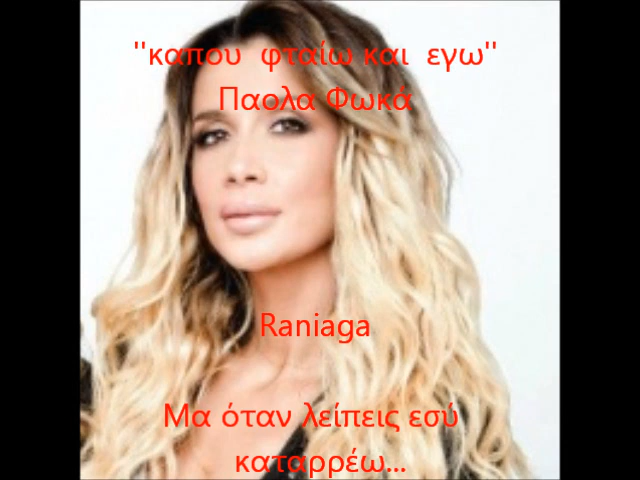 "καπου φταίω και εγω"
Παολα Φωκά
Raniaga
Μα όταν λείπεις εσύ
καταρρέω...